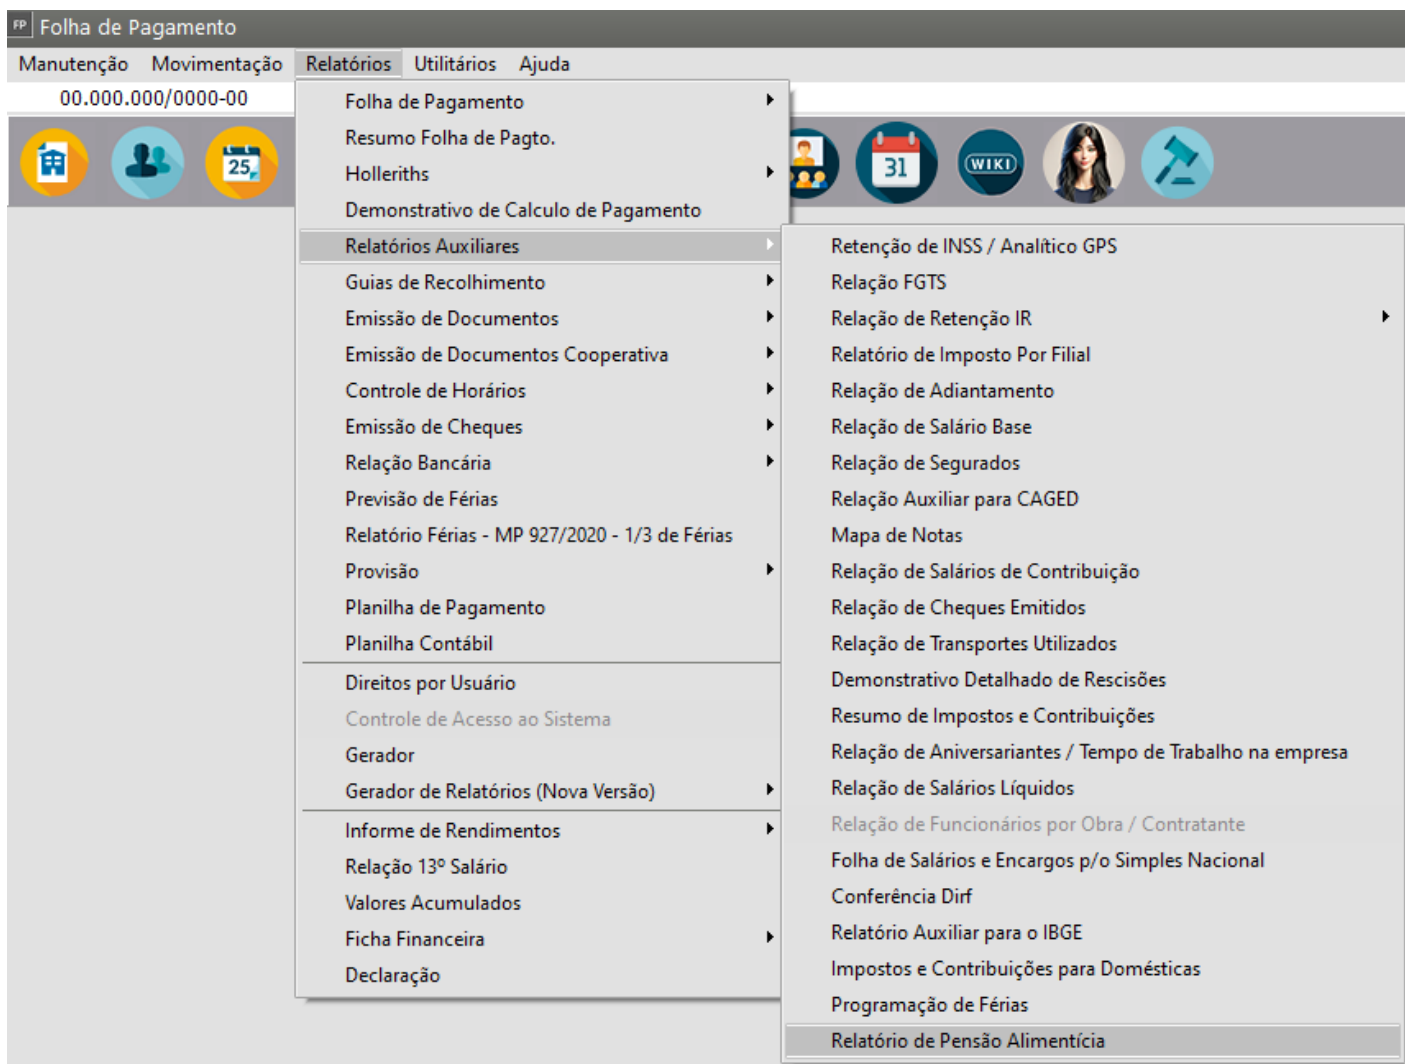 FP Folha de Pagamento
Manutenção Movimentação Relatórios Utilitários Ajuda
00.000.000/0000-00
25
31
WIKI
Folha de Pagamento
Resumo Folha de Pagto.
Holleriths
Demonstrativo de Calculo de Pagamento
Relatórios Auxiliares
Guias de Recolhimento
Emissão de Documentos
Emissão de Documentos Cooperativa
Controle de Horários
Emissão de Cheques
Relação Bancária
Previsão de Férias
Relatório Férias - MP 927/2020 - 1/3 de Férias
Provisão
Planilha de Pagamento
Planilha Contábil
Direitos por Usuário
Controle de Acesso ao Sistema
Gerador
Gerador de Relatórios (Nova Versão)
Informe de Rendimentos
Relação 13º Salário
Valores Acumulados
Ficha Financeira
Declaração
Retenção de INSS / Analítico GPS
Relação FGTS
Relação de Retenção IR
Relatório de Imposto Por Filial
Relação de Adiantamento
Relação de Salário Base
Relação de Segurados
Relação Auxiliar para CAGED
Mapa de Notas
Relação de Salários de Contribuição
Relação de Cheques Emitidos
Relação de Transportes Utilizados
Demonstrativo Detalhado de Rescisões
Resumo de Impostos e Contribuições
Relação de Aniversariantes / Tempo de Trabalho na empresa
Relação de Salários Líquidos
Relação de Funcionários por Obra / Contratante
Folha de Salários e Encargos p/o Simples Nacional
Conferência Dirf
Relatório Auxiliar para o IBGE
Impostos e Contribuições para Domésticas
Programação de Férias
Relatório de Pensão Alimentícia